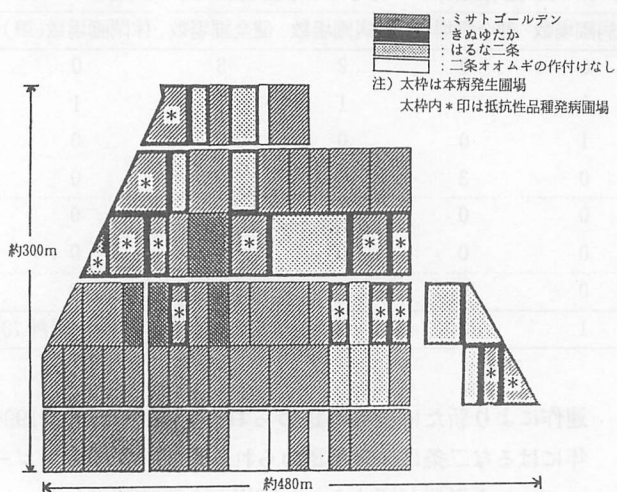 ：ミサトゴールデン
：きぬゆたか
：はるな二条
：二条オオムギの作付けなし
注）太枠は本病発生圃場
太枠内＊印は抵抗性品種発病圃場
*
*
約300m
* * * * * *
* * * *
* *
約480m